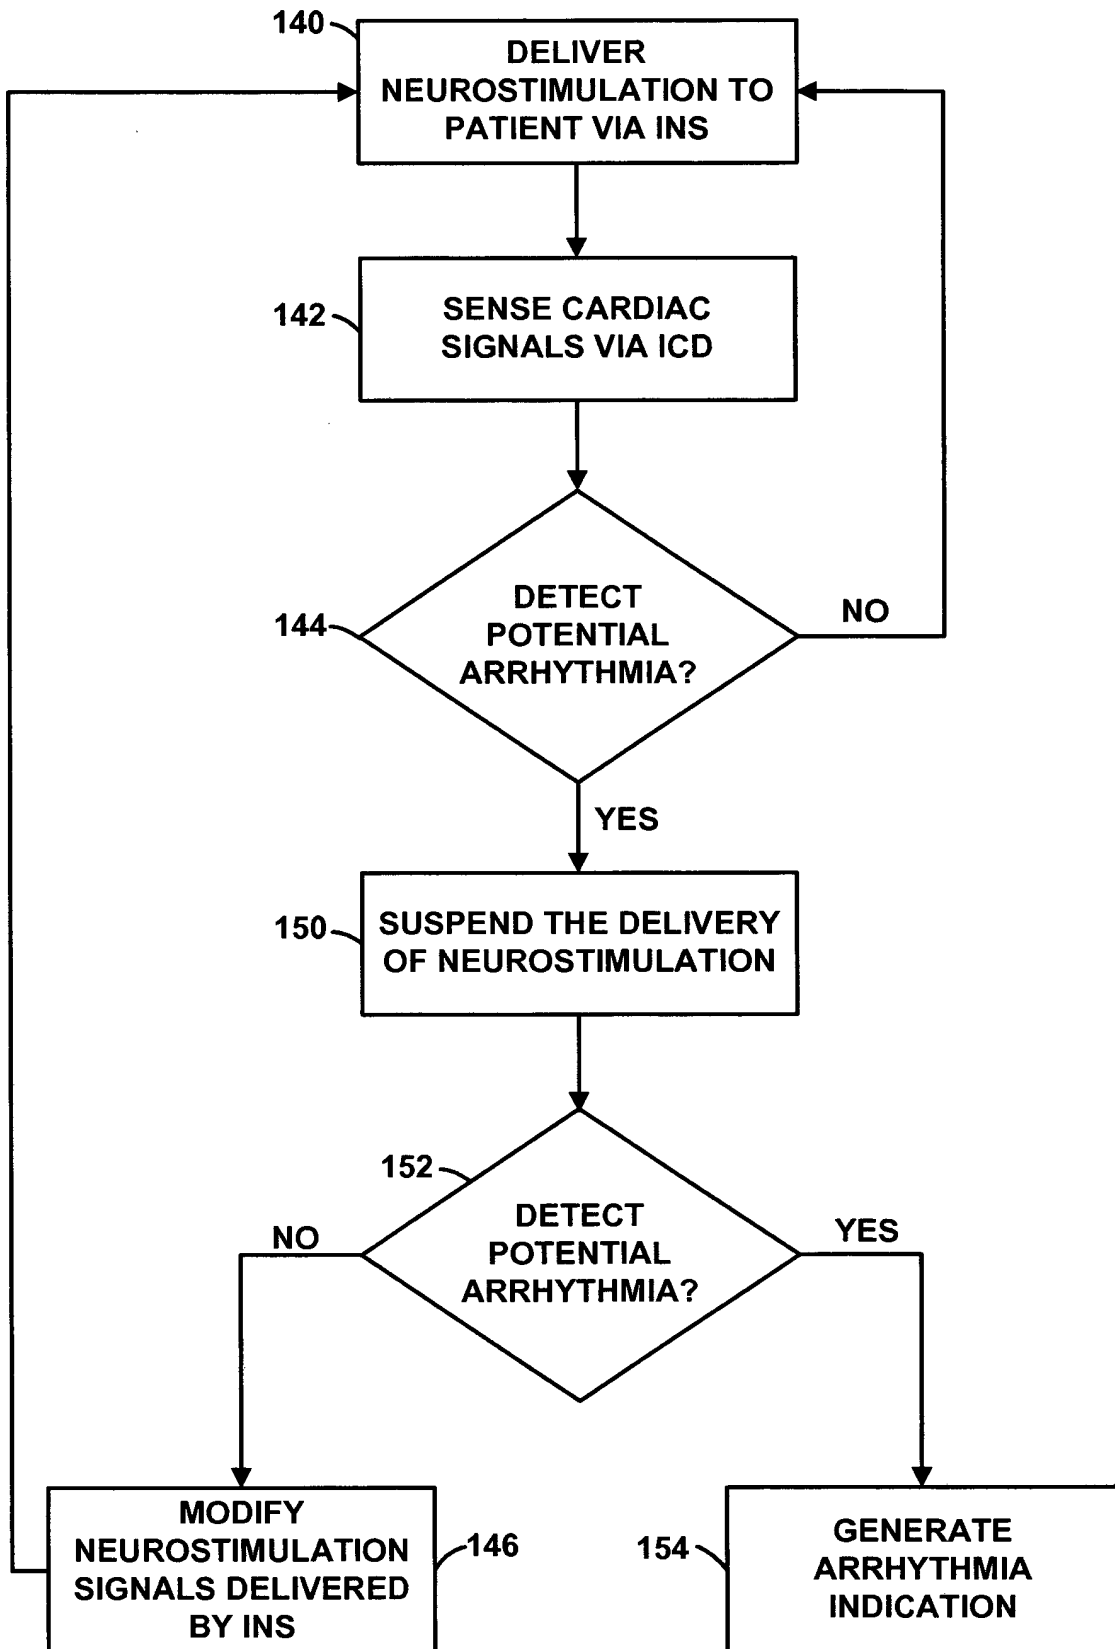 140
DELIVER
NEUROSTIMULATION TO
PATIENT VIA INS
142
SENSE CARDIAC
SIGNALS VIA ICD
144
DETECT
POTENTIAL
ARRHYTHMIA?
NO
YES
150
SUSPEND THE DELIVERY
OF NEUROSTIMULATION
152
DETECT
POTENTIAL
ARRHYTHMIA?
NO
YES
MODIFY
NEUROSTIMULATION
SIGNALS DELIVERED
BY INS
146
154
GENERATE
ARRHYTHMIA
INDICATION